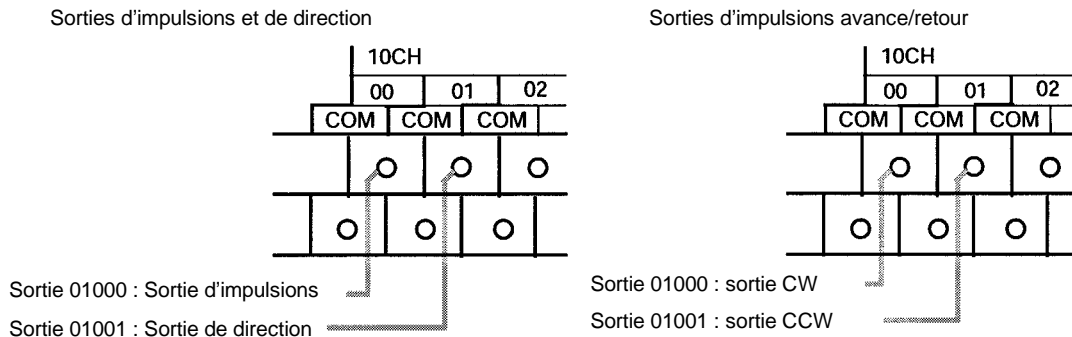 Sorties d'impulsions et de direction
10CH
00 01 02
COM COM COM
Sortie 01000 : Sortie d'impulsions
Sortie 01001 : Sortie de direction
Sorties d'impulsions avance/retour
10CH
00 01 02
COM COM COM
Sortie 01000 : sortie CW
Sortie 01001 : sortie CCW